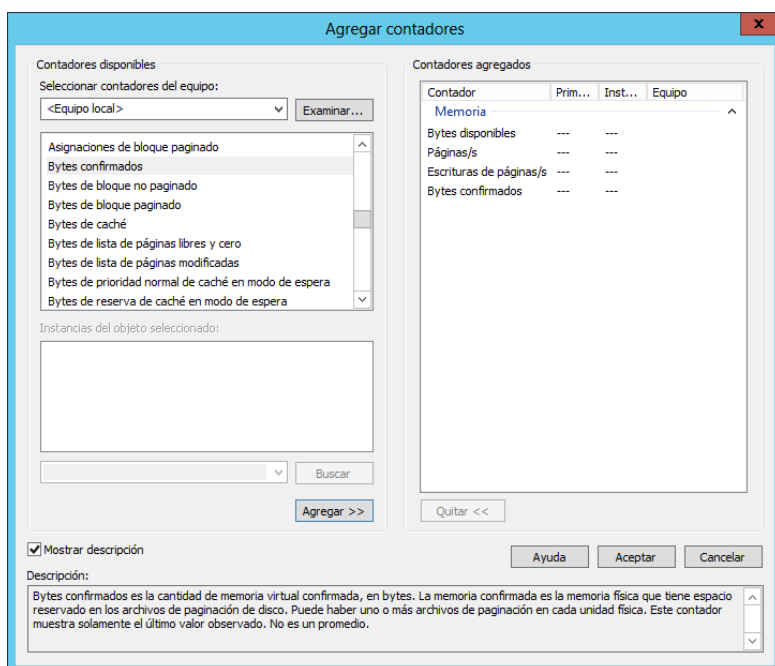 Agregar contadores
x
Contadores disponibles
Seleccionar contadores del equipo:
<Equipo local>
Examinar...
Asignaciones de bloque paginado
Bytes confirmados
Bytes de bloque no paginado
Bytes de bloque paginado
Bytes de caché
Bytes de lista de páginas libres y cero
Bytes de lista de páginas modificadas
Bytes de prioridad normal de caché en modo de espera
Bytes de reserva de caché en modo de espera
Instancias del objeto seleccionado:
Buscar
Agregar >>
Contadores agregados
Contador Prim... Inst... Equipo
Memoria
Bytes disponibles --- ---
Páginas/s --- ---
Escrituras de páginas/s --- ---
Bytes confirmados --- ---
Quitar <<
Mostrar descripción
Ayuda Aceptar Cancelar
Descripción:
Bytes confirmados es la cantidad de memoria virtual confirmada, en bytes. La memoria confirmada es la memoria física que tiene espacio
reservado en los archivos de paginación de disco. Puede haber uno o más archivos de paginación en cada unidad física. Este contador
muestra solamente el último valor observado. No es un promedio.